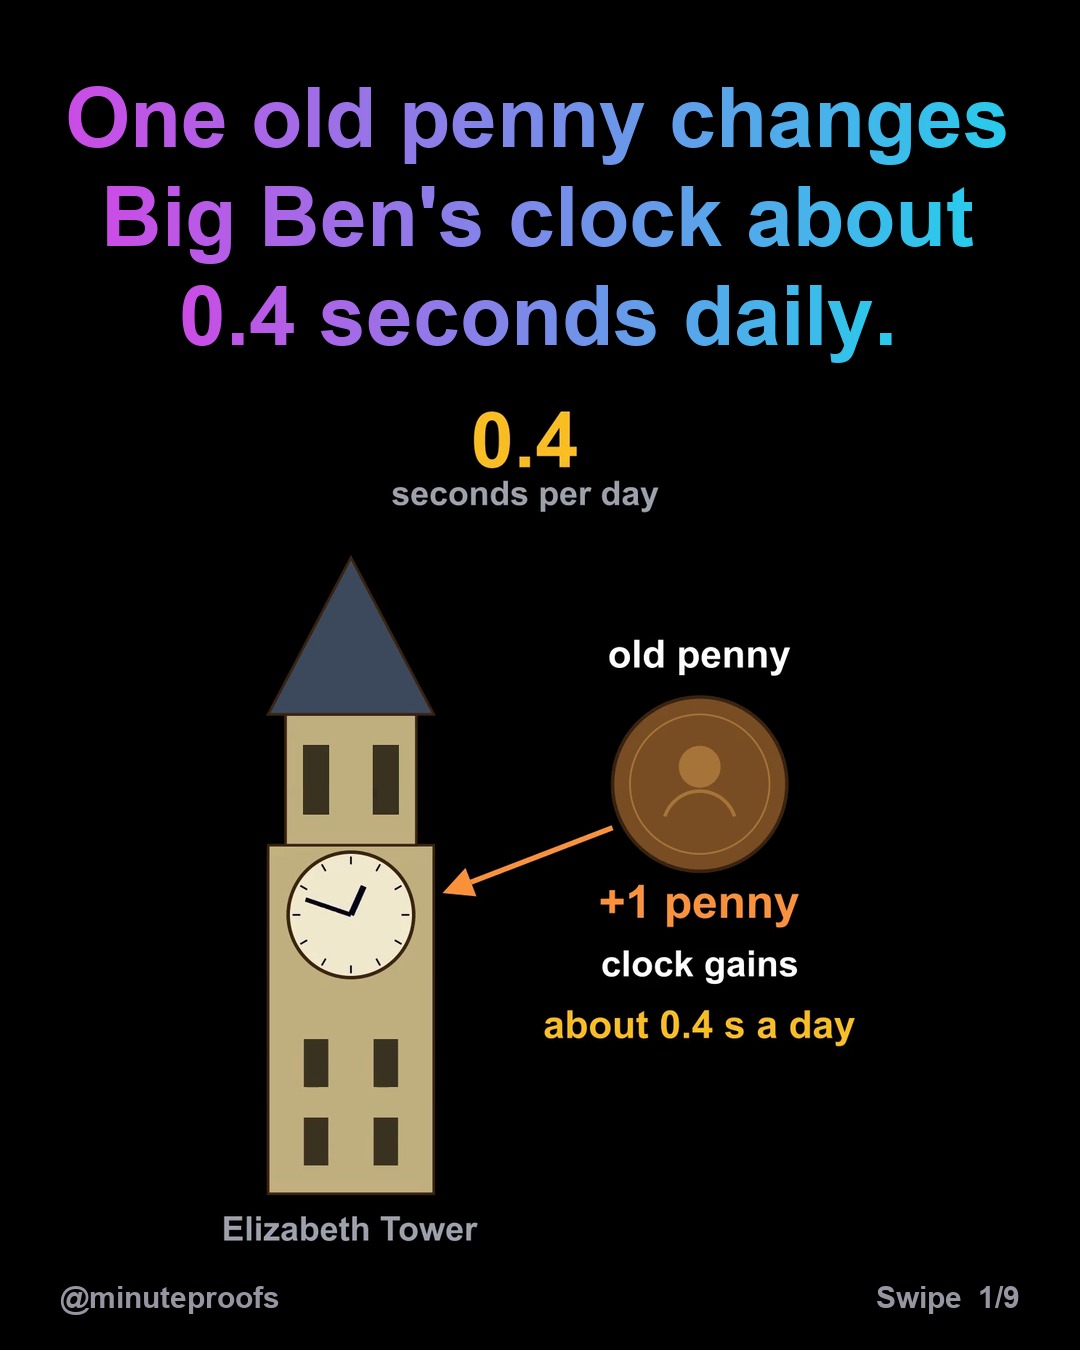 One old penny changes
Big Ben's clock about
0.4 seconds daily.
0.4
seconds per day
old penny
+1 penny
clock gains
about 0.4 s a day
Elizabeth Tower
@minuteproofs
Swipe 1/9